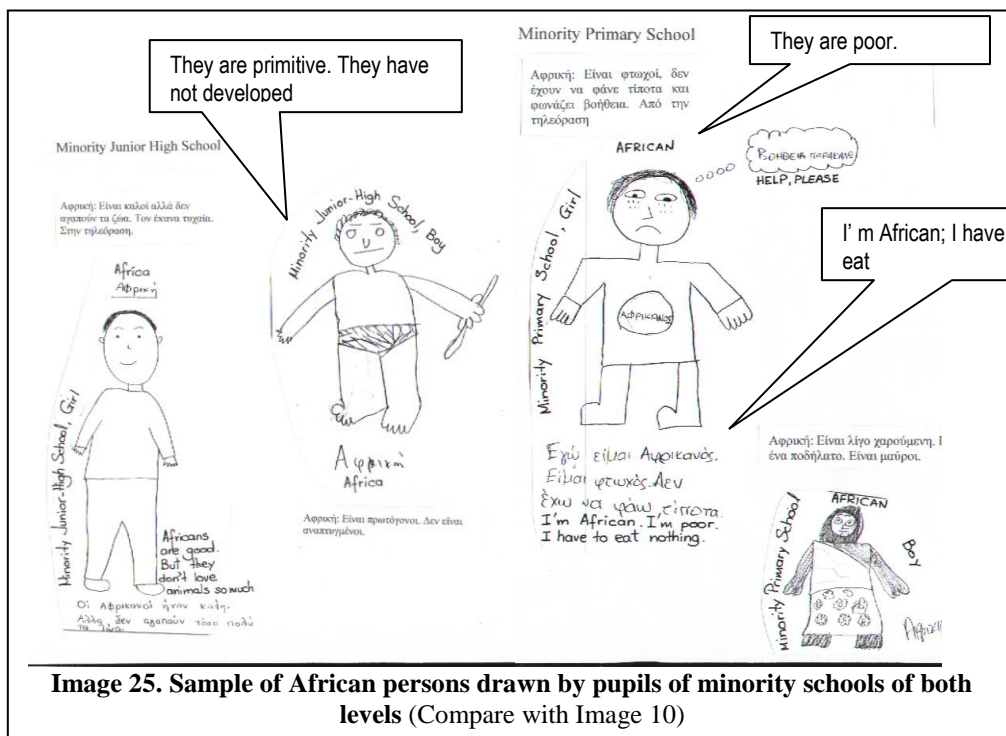 Minority Primary School
They are primitive. They have
not developed
They are poor.
Αφρική: Είναι φτωχοί, δεν
έχουν να φάνε τίποτα και
φωνάζει βοήθεια. Από την
τηλεόραση
Minority Junior High School
Αφρική: Είναι καλοί αλλά δεν
αγαπούν τα ζώα. Τον έκανα τυχαία.
Στην τηλεόραση.
Africa
Αφρική
Minority Junior-High School, Girl
Africans
are good.
But they
don't love
animals so much
Οι Αφρικανοί ήταν καλη.
Αλλα δεν αγαπούν τόσο πολύ
τα ζώα.
Minority Junior-High School, Boy
Αφρική
Africa
Αφρική: Είναι πρωτόγονοι. Δεν είναι
αναπτυγμένοι.
AFRICAN
ΒΟΗΘΕΙΑ ΠΑΡΑΚΑΛΩ
HELP, PLEASE
Minority Primary School, Girl
ΑΦΡΙΚΑΝΟΣ
I' m African; I have
eat
Εγώ είμαι Αφρικανός.
Είμαι φτωχός. Δεν
έχω να φάω τίποτα.
I'm African. I'm poor.
I have to eat nothing.
Αφρική: Είναι λίγο χαρούμενη.
ένα ποδήλατο. Είναι μαύροι.
Minority Primary School
AFRICAN
BOY
Image 25. Sample of African persons drawn by pupils of minority schools of both
levels (Compare with Image 10)